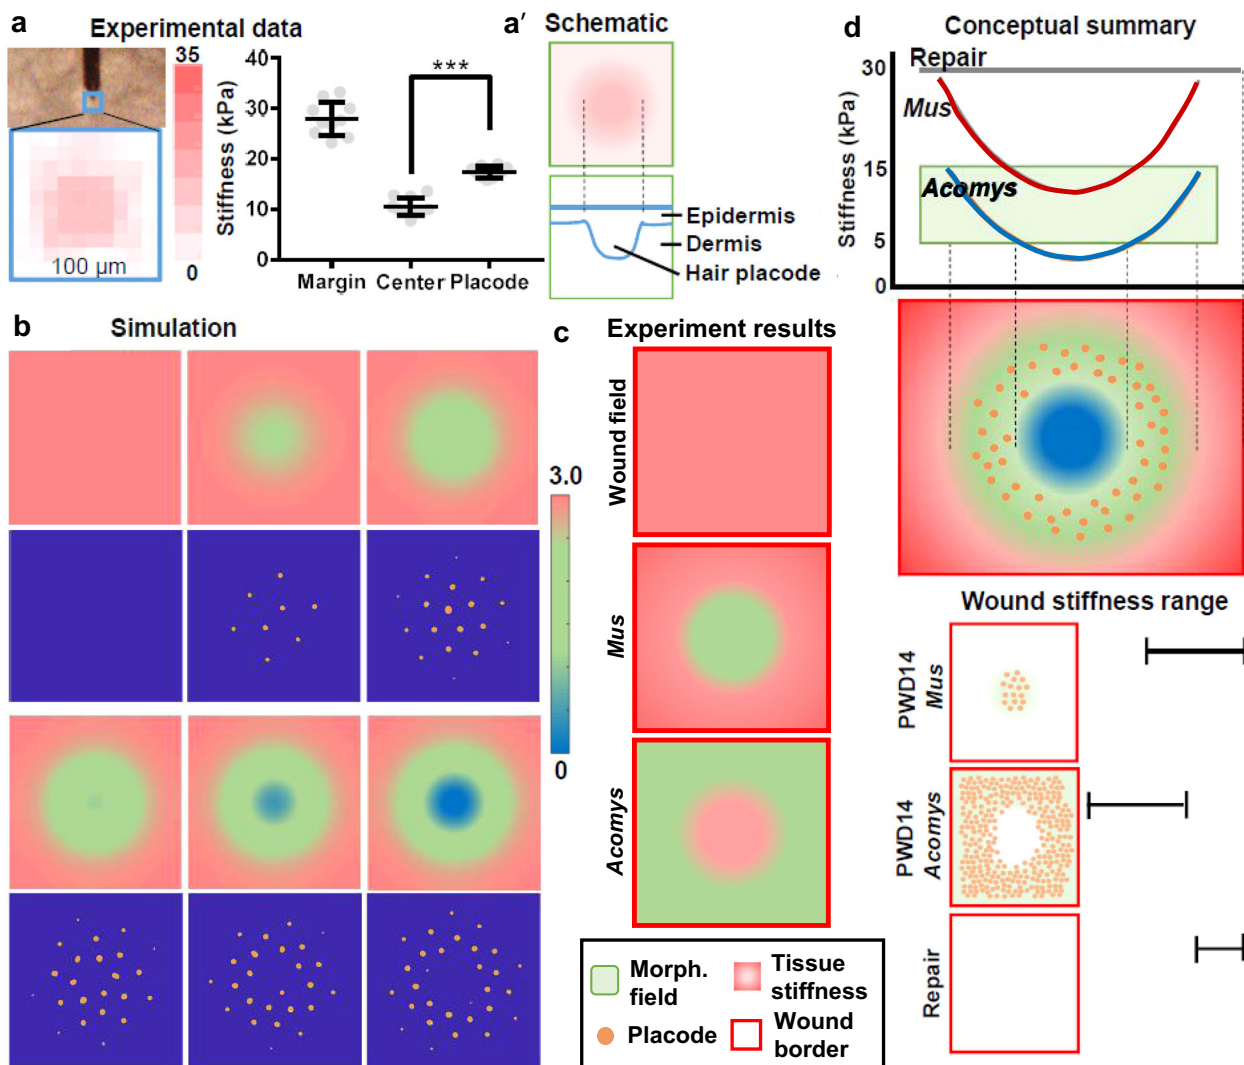 a
Experimental data
35
0
100 μm
Stiffness (kPa)
40
30
20
10
0
***
Margin
Center
Placode
a′
Schematic
Epidermis
Dermis
Hair placode
b
Simulation
3.0
0
c
Experiment results
Wound field
Mus
Acomys
Morph.
field
Tissue
stiffness
Placode
Wound
border
d
Conceptual summary
Stiffness (kPa)
30
15
5
0
Repair
Mus
Acomys
Wound stiffness range
PWD14
Mus
PWD14
Acomys
Repair